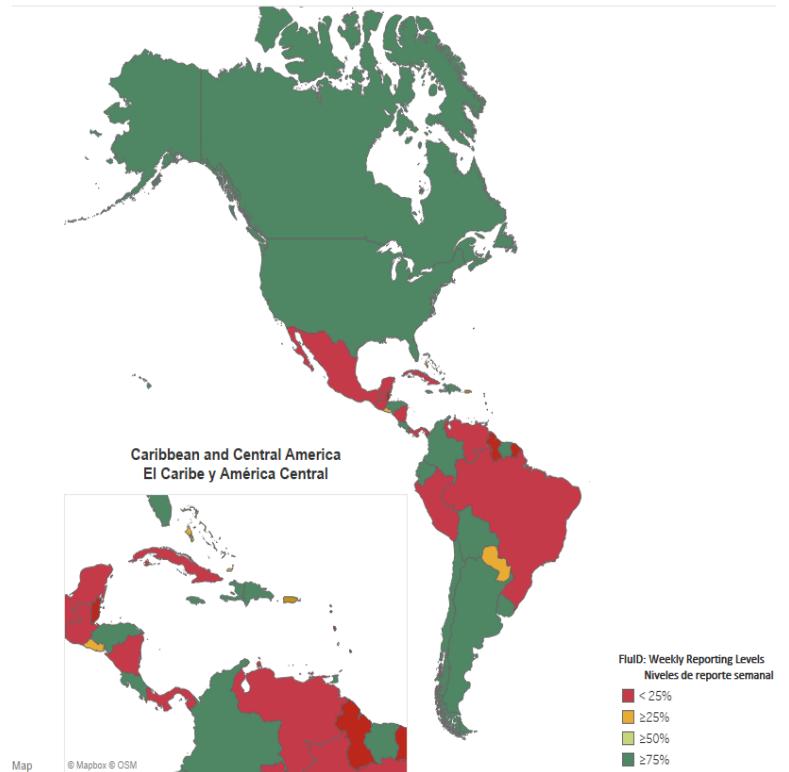 Caribbean and Central America
El Caribe y América Central
FluID: Weekly Reporting Levels
Niveles de reporte semanal
< 25%
≥25%
≥50%
≥75%
Map
© Mapbox © OSM